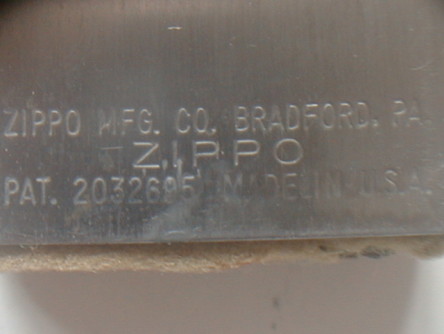 ZIPPO MFG. CO. BRADFORD. PA.
ZIPPO
PAT. 2032695 MADE IN U.S.A.